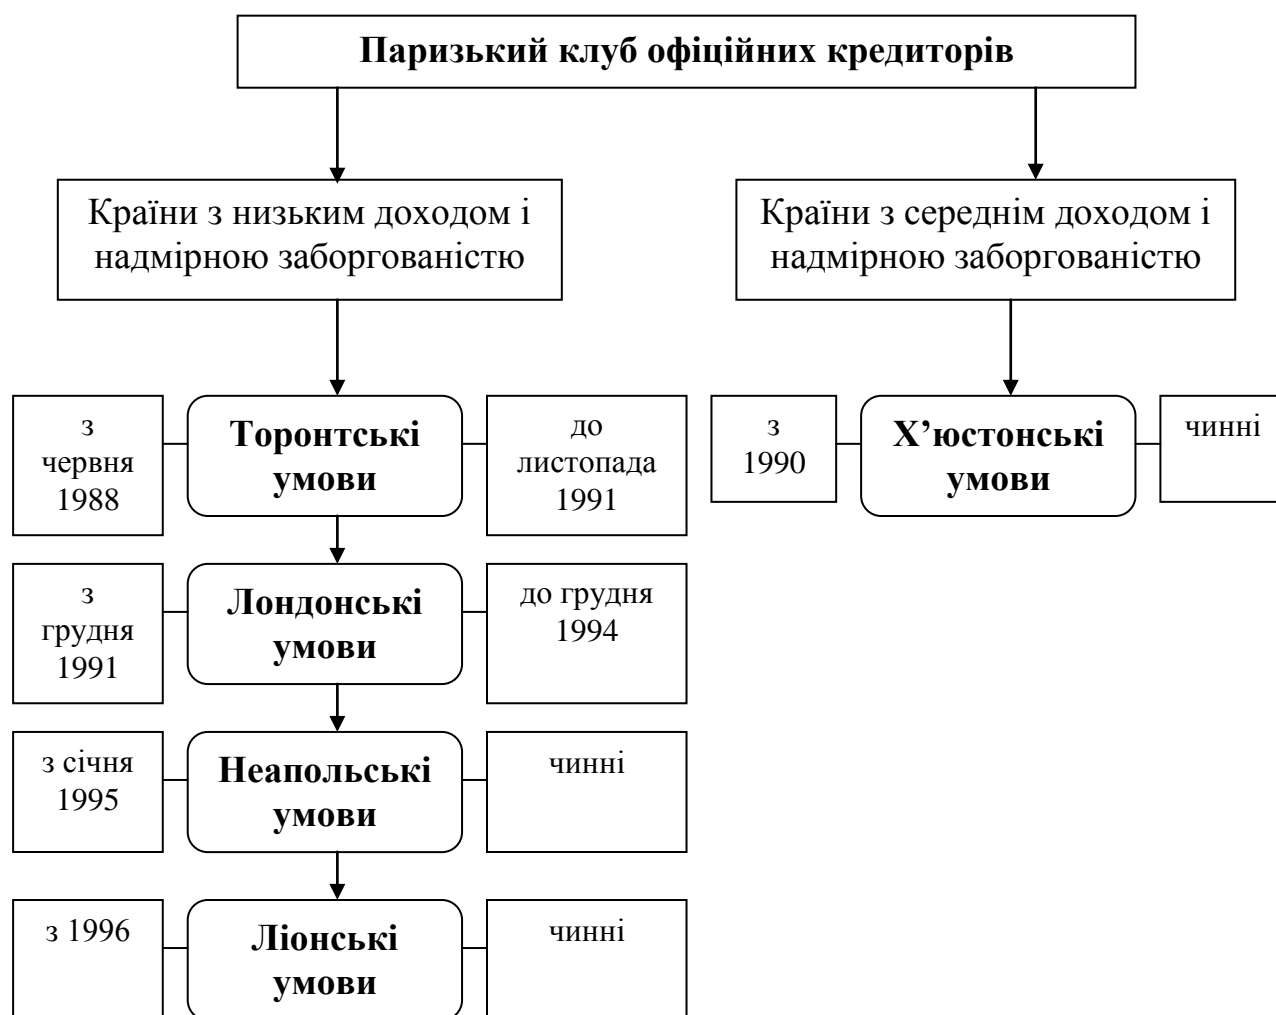 Паризький клуб офіційних кредиторів
Країни з низьким доходом і
надмірною заборгованістю
Країни з середнім доходом і
надмірною заборгованістю
з
червня
1988
Торонтські
умови
до
листопада
1991
з
1990
Х’юстонські
умови
чинні
з
грудня
1991
Лондонські
умови
до грудня
1994
з січня
1995
Неапольські
умови
чинні
з 1996
Ліонські
умови
чинні